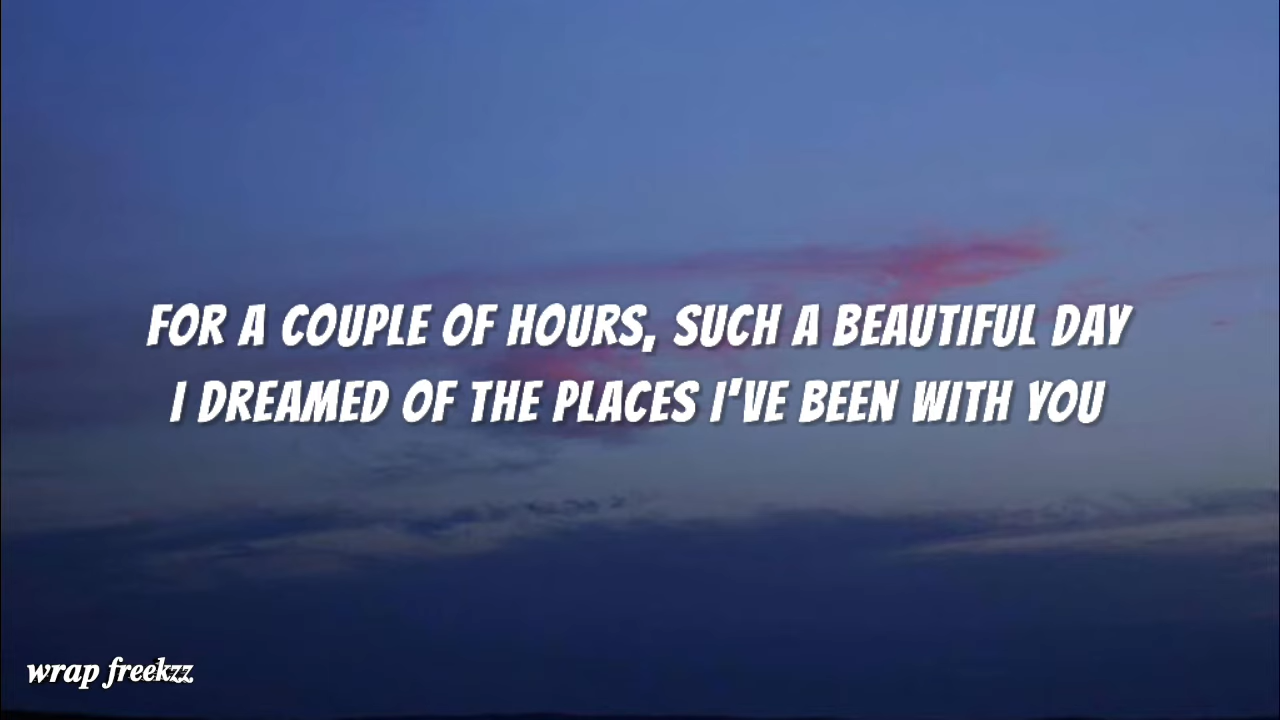 FOR A COUPLE OF HOURS, SUCH A BEAUTIFUL DAY
I DREAMED OF THE PLACES I'VE BEEN WITH YOU
wrap freekzz